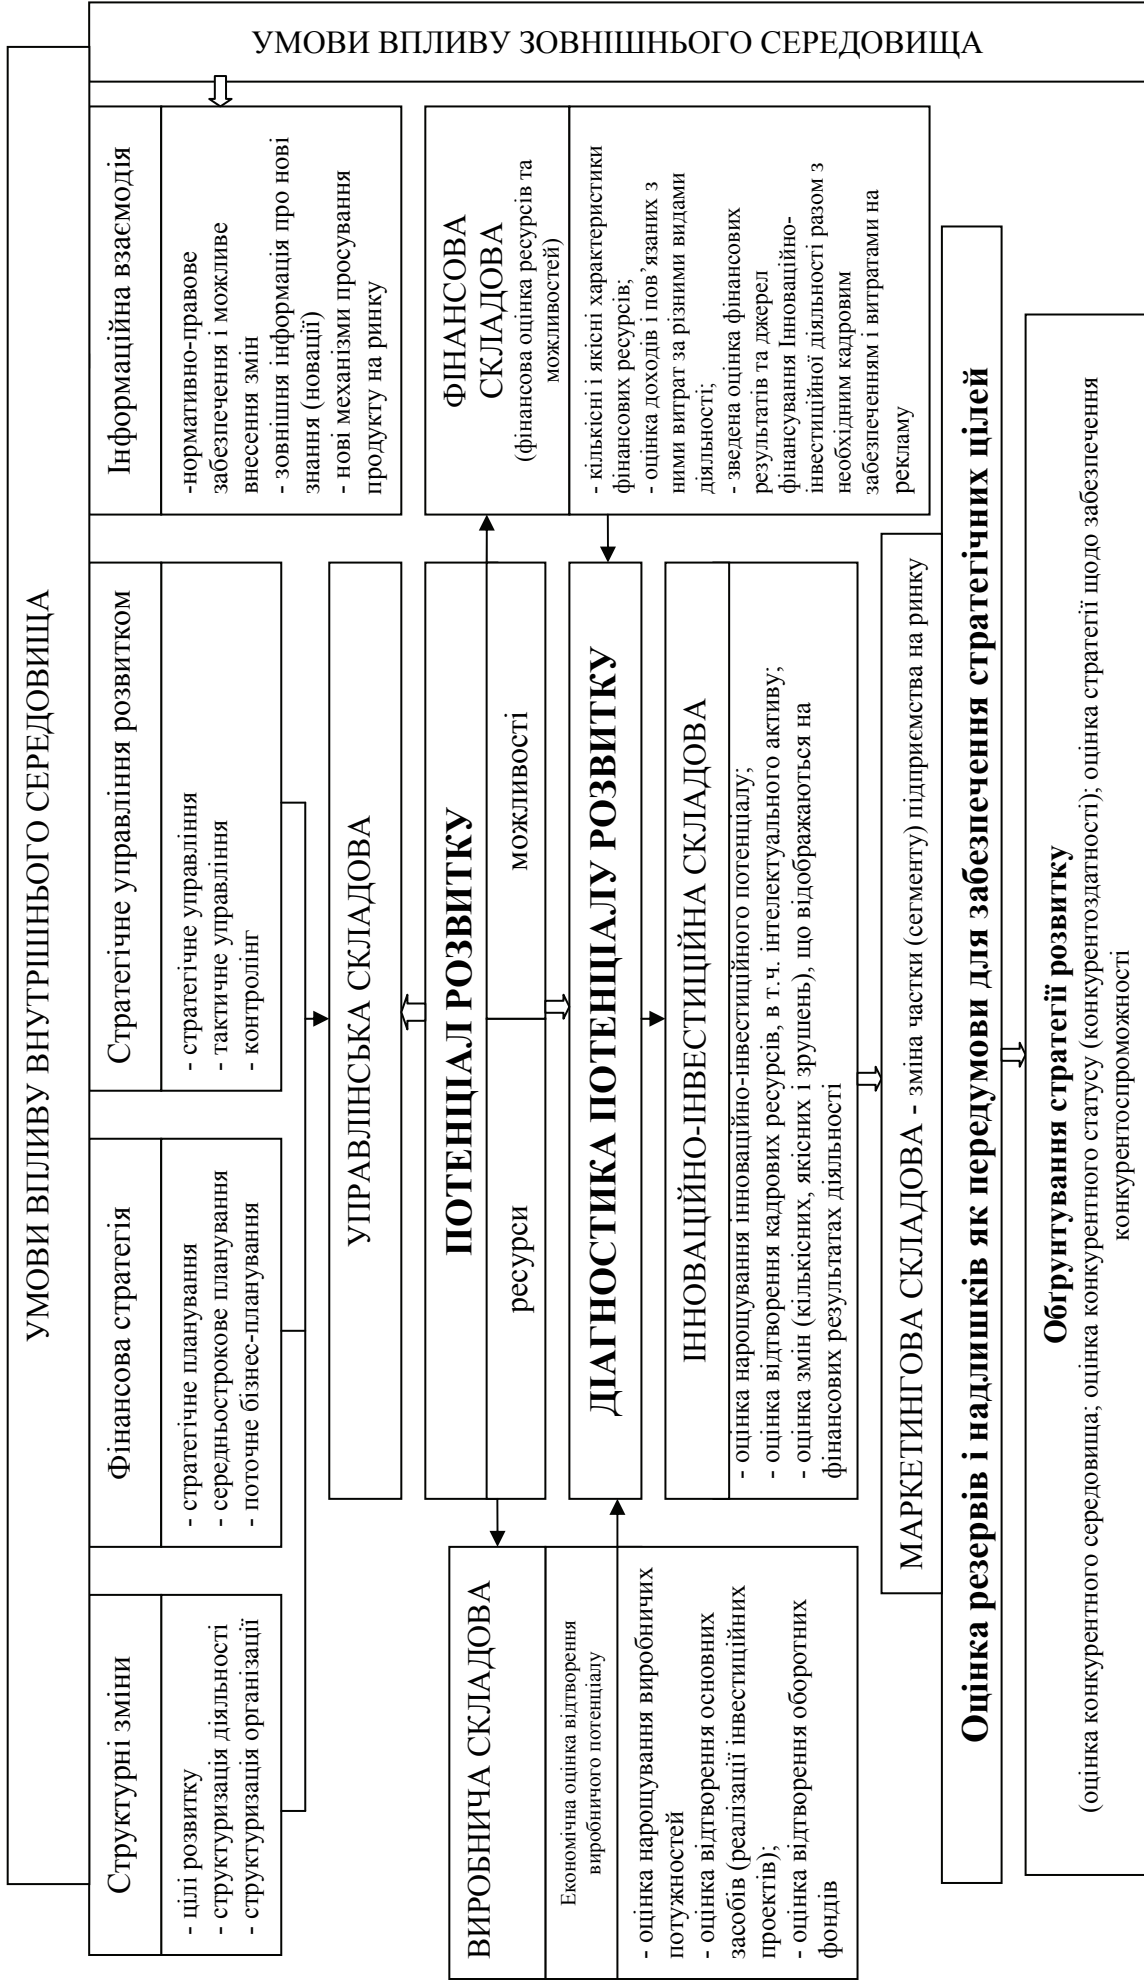 УМОВИ ВПЛИВУ ВНУТРІШНЬОГО СЕРЕДОВИЩА
УМОВИ ВПЛИВУ ЗОВНІШНЬОГО СЕРЕДОВИЩА
Структурні зміни
- цілі розвитку
- структуризація діяльності
- структуризація організації
Фінансова стратегія
- стратегічне планування
- середньострокове планування
- поточне бізнес-планування
Стратегічне управління розвитком
- стратегічне управління
- тактичне управління
- контролінг
Інформаційна взаємодія
-нормативно-правове
забезпечення і можливе
внесення змін
- зовнішня інформація про нові
знання (новації)
- нові механізми просування
продукту на ринку
УПРАВЛІНСЬКА СКЛАДОВА
ПОТЕНЦІАЛ РОЗВИТКУ
ресурси
можливості
ВИРОБНИЧА СКЛАДОВА
Економічна оцінка відтворення
виробничого потенціалу
- оцінка нарощування виробничих
потужностей
- оцінка відтворення основних
засобів (реалізації інвестиційних
проектів);
- оцінка відтворення оборотних
фондів
ФІНАНСОВА
СКЛАДОВА
(фінансова оцінка ресурсів та
можливостей)
- кількісні і якісні характеристики
фінансових ресурсів;
- оцінка доходів і пов’язаних з
ними витрат за різними видами
діяльності;
- зведена оцінка фінансових
результатів та джерел
фінансування Інноваційно-
інвестиційної діяльності разом з
необхідним кадровим
забезпеченням і витратами на
рекламу
ДІАГНОСТИКА ПОТЕНЦІАЛУ РОЗВИТКУ
ІННОВАЦІЙНО-ІНВЕСТИЦІЙНА СКЛАДОВА
- оцінка нарощування інноваційно-інвестиційного потенціалу;
- оцінка відтворення кадрових ресурсів, в т.ч. інтелектуального активу;
- оцінка змін (кількісних, якісних і зрушень), що відображаються на
фінансових результатах діяльності
МАРКЕТИНГОВА СКЛАДОВА - зміна частки (сегменту) підприємства на ринку
Оцінка резервів і надлишків як передумови для забезпечення стратегічних цілей
Обґрунтування стратегії розвитку
(оцінка конкурентного середовища; оцінка конкурентного статусу (конкурентоздатності); оцінка стратегії щодо забезпечення
конкурентоспроможності